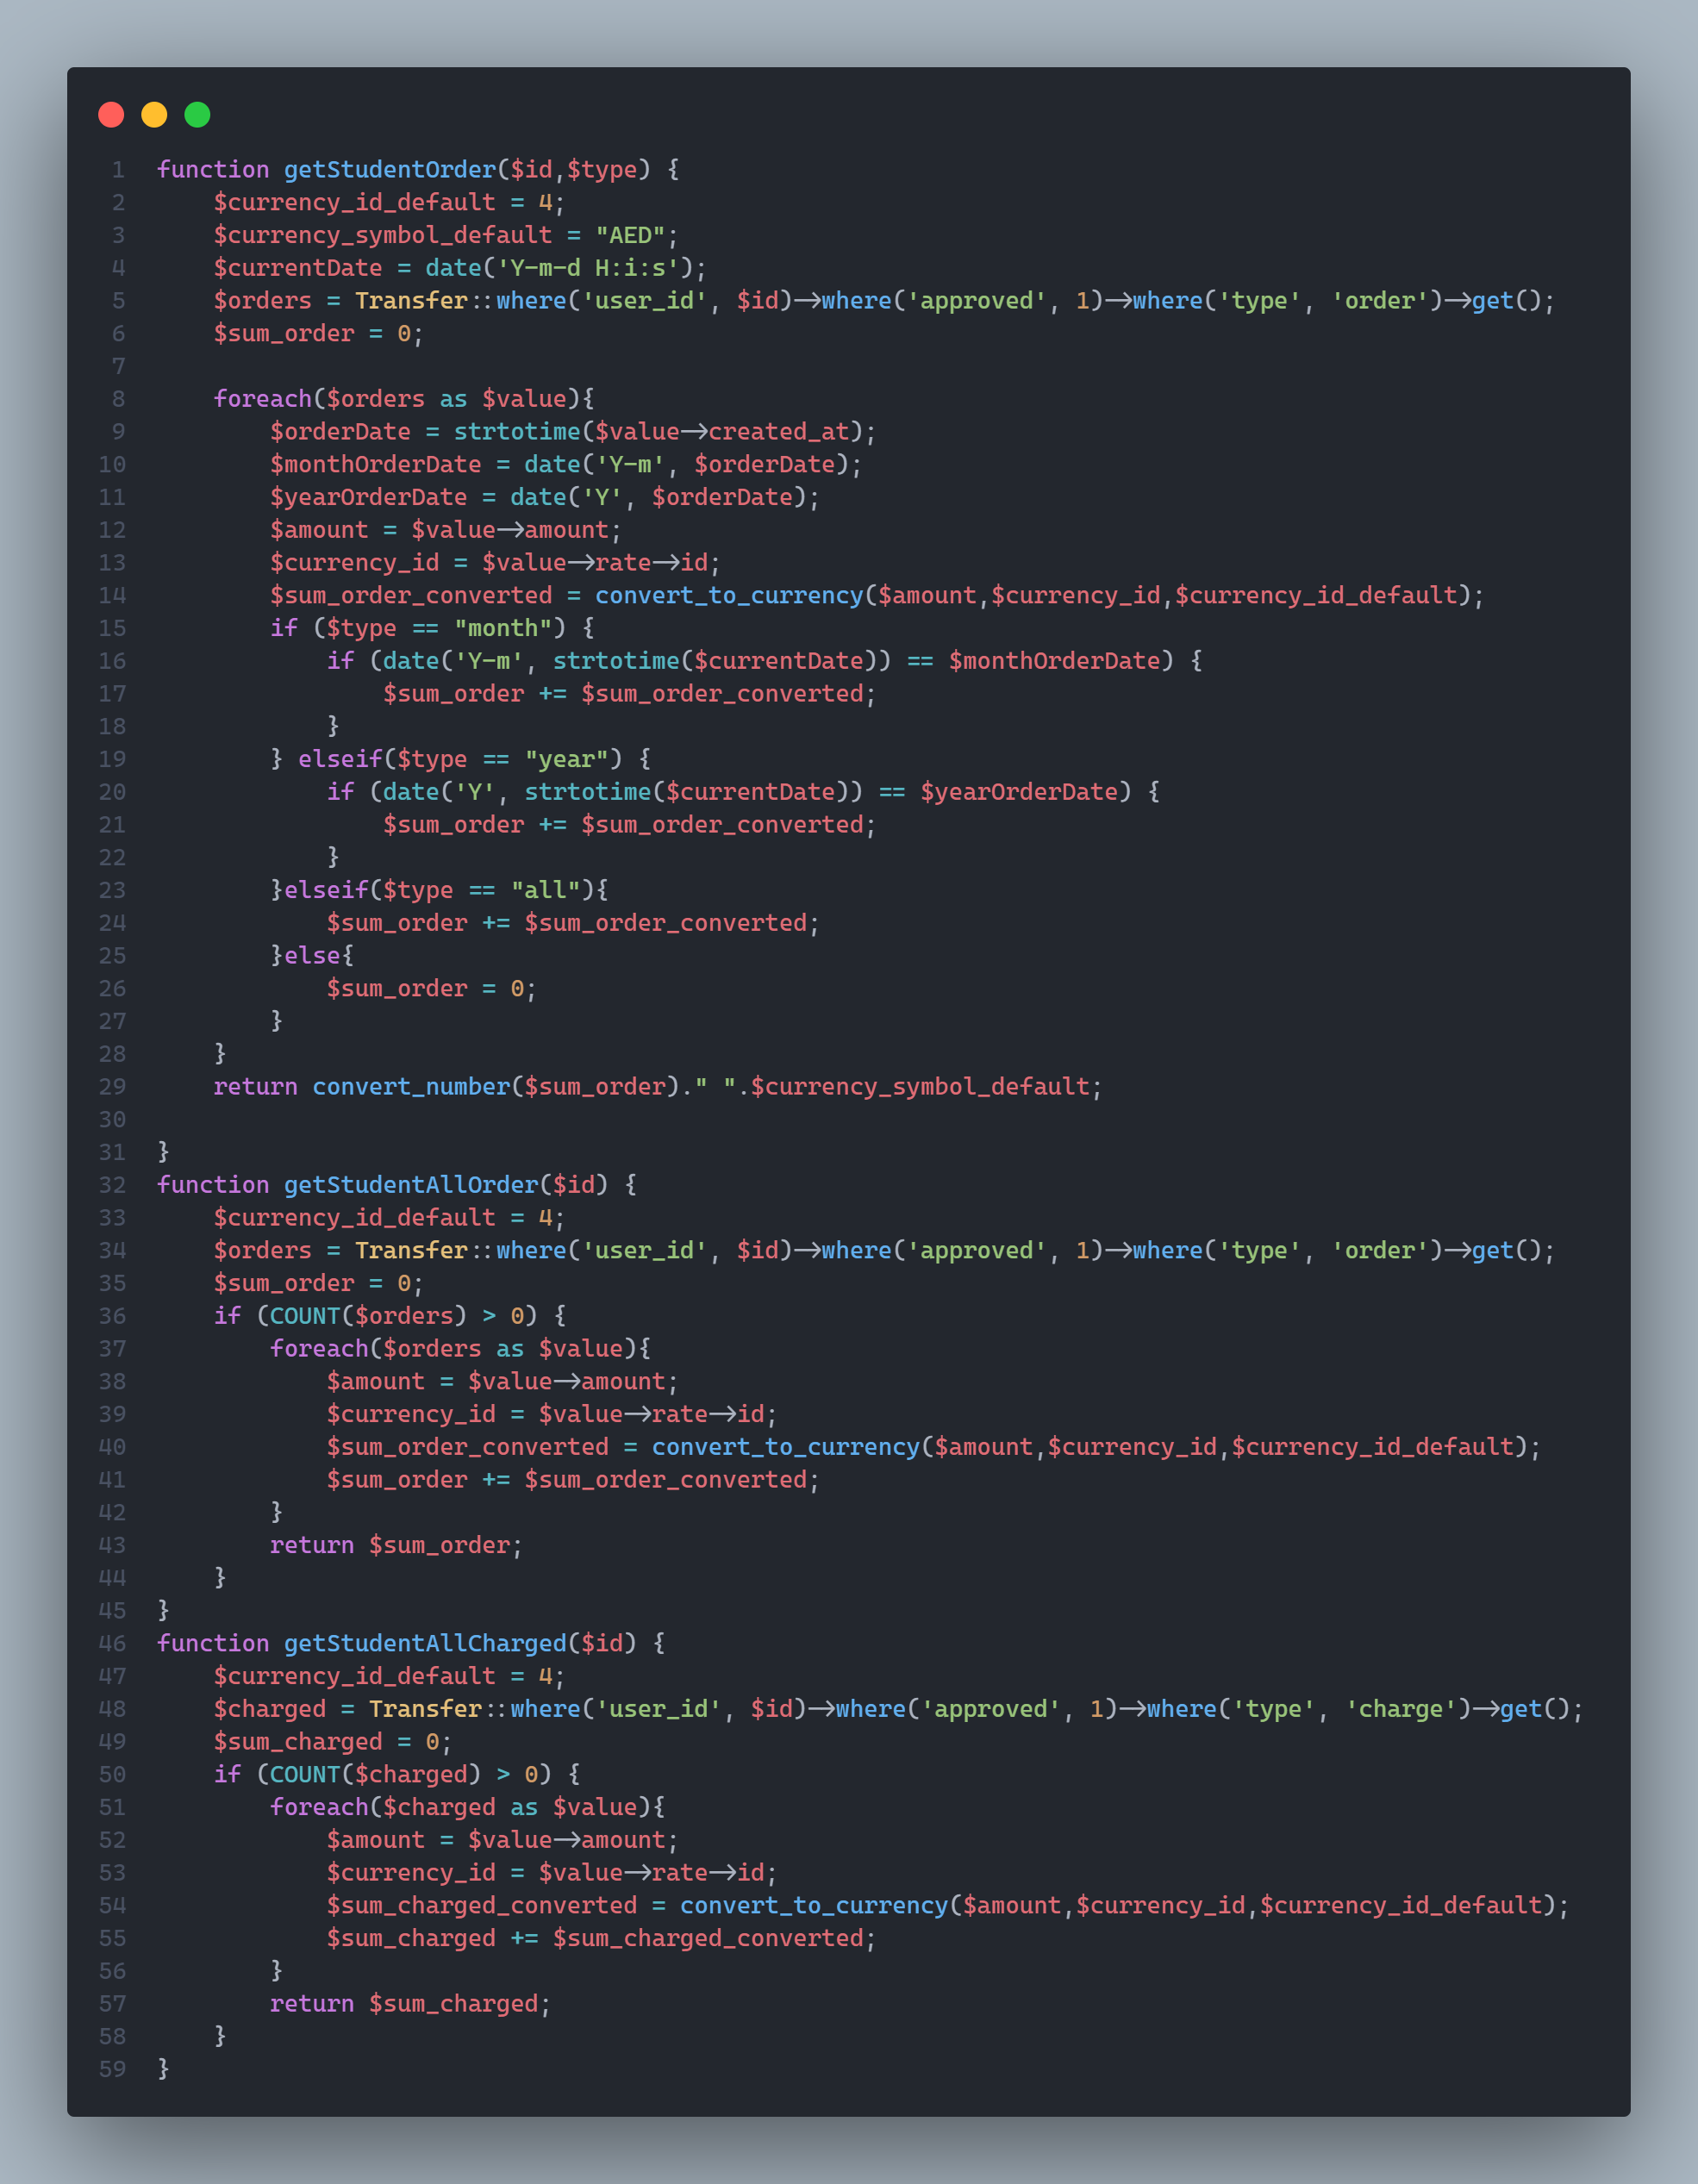 1 function getStudentOrder($id,$type) {
2     $currency_id_default = 4;
3     $currency_symbol_default = "AED";
4     $currentDate = date('Y-m-d H:i:s');
5     $orders = Transfer::where('user_id', $id)->where('approved', 1)->where('type', 'order')->get();
6     $sum_order = 0;
7
8     foreach($orders as $value){
9         $orderDate = strtotime($value->created_at);
10         $monthOrderDate = date('Y-m', $orderDate);
11         $yearOrderDate = date('Y', $orderDate);
12         $amount = $value->amount;
13         $currency_id = $value->rate->id;
14         $sum_order_converted = convert_to_currency($amount,$currency_id,$currency_id_default);
15         if ($type == "month") {
16             if (date('Y-m', strtotime($currentDate)) == $monthOrderDate) {
17                 $sum_order += $sum_order_converted;
18             }
19         } elseif($type == "year") {
20             if (date('Y', strtotime($currentDate)) == $yearOrderDate) {
21                 $sum_order += $sum_order_converted;
22             }
23         }elseif($type == "all"){
24             $sum_order += $sum_order_converted;
25         }else{
26             $sum_order = 0;
27         }
28     }
29     return convert_number($sum_order)." ".$currency_symbol_default;
30
31 }
32 function getStudentAllOrder($id) {
33     $currency_id_default = 4;
34     $orders = Transfer::where('user_id', $id)->where('approved', 1)->where('type', 'order')->get();
35     $sum_order = 0;
36     if (COUNT($orders) > 0) {
37         foreach($orders as $value){
38             $amount = $value->amount;
39             $currency_id = $value->rate->id;
40             $sum_order_converted = convert_to_currency($amount,$currency_id,$currency_id_default);
41             $sum_order += $sum_order_converted;
42         }
43         return $sum_order;
44     }
45 }
46 function getStudentAllCharged($id) {
47     $currency_id_default = 4;
48     $charged = Transfer::where('user_id', $id)->where('approved', 1)->where('type', 'charge')->get();
49     $sum_charged = 0;
50     if (COUNT($charged) > 0) {
51         foreach($charged as $value){
52             $amount = $value->amount;
53             $currency_id = $value->rate->id;
54             $sum_charged_converted = convert_to_currency($amount,$currency_id,$currency_id_default);
55             $sum_charged += $sum_charged_converted;
56         }
57         return $sum_charged;
58     }
59 }